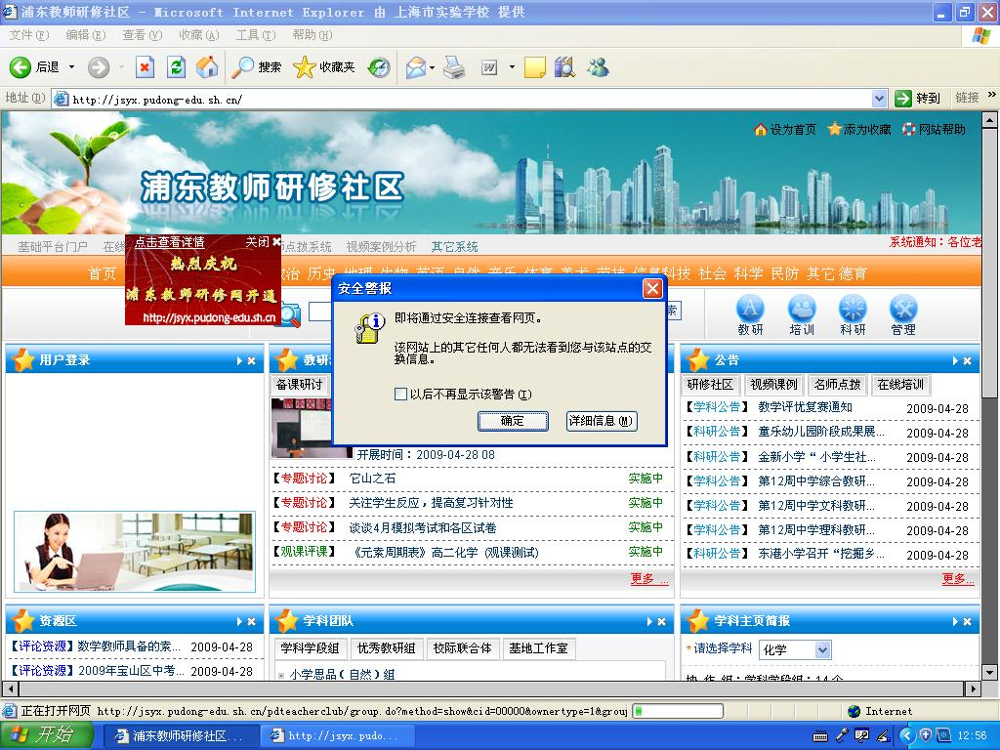 浦东教师研修社区 - Microsoft Internet Explorer 由 上海市实验学校 提供
文件(F) 编辑(E) 查看(V) 收藏(A) 工具(T) 帮助(H)
后退 搜索 收藏夹
地址(D) http://jsyx.pudong-edu.sh.cn/ 转到 链接 »
设为首页 添为收藏 网站帮助
浦东教师研修社区
基础平台门户 在线 点拨系统 视频案例分析 其它系统 系统通知：各位老
点击查看详情 关闭
热烈庆祝
浦东教师研修网开通
http://jsyx.pudong-edu.sh.cn
首页 治 历史 地理 生物 英语 自然 音乐 体育 美术 劳技 信息科技 社会 科学 民防 其它 德育
索
教研 培训 科研 管理
安全警报
即将通过安全连接查看网页。
该网站上的其它任何人都无法看到您与该站点的交
换信息。
以后不再显示该警告(I)
确定 详细信息(M)
用户登录
教研
备课研讨
开展时间：2009-04-28 08
【专题讨论】 它山之石 实施中
【专题讨论】 关注学生反应，提高复习针对性 实施中
【专题讨论】 谈谈4月模拟考试和各区试卷 实施中
【观课评课】 《元素周期表》高二化学 (观课测试) 实施中
更多 ...
公告
研修社区 视频课例 名师点拨 在线培训
【学科公告】 教学评优复赛通知 2009-04-28
【科研公告】 童乐幼儿园阶段成果展... 2009-04-28
【科研公告】 金新小学“ 小学生社... 2009-04-28
【学科公告】 第12周中学综合教研... 2009-04-28
【学科公告】 第12周中学文科教研... 2009-04-28
【学科公告】 第12周中学理科教研... 2009-04-28
【科研公告】 东港小学召开“挖掘乡... 2009-04-28
更多...
资源区
【评论资源】数学教师具备的素... 2009-04-28
【评论资源】2009年宝山区中考... 2009-04-28
学科团队
学科学段组 优秀教研组 校际联合体 基地工作室
小学思品（自然）组
学科主页简报
*请选择学科 化学
协 作 组：学科学段组：14 个
正在打开网页 http://jsyx.pudong-edu.sh.cn/pdteacherclub/group.do?method=show&cid=00000&ownertype=1&group Internet
开始 浦东教师研修社区... http://jsyx.pudo... 12:56